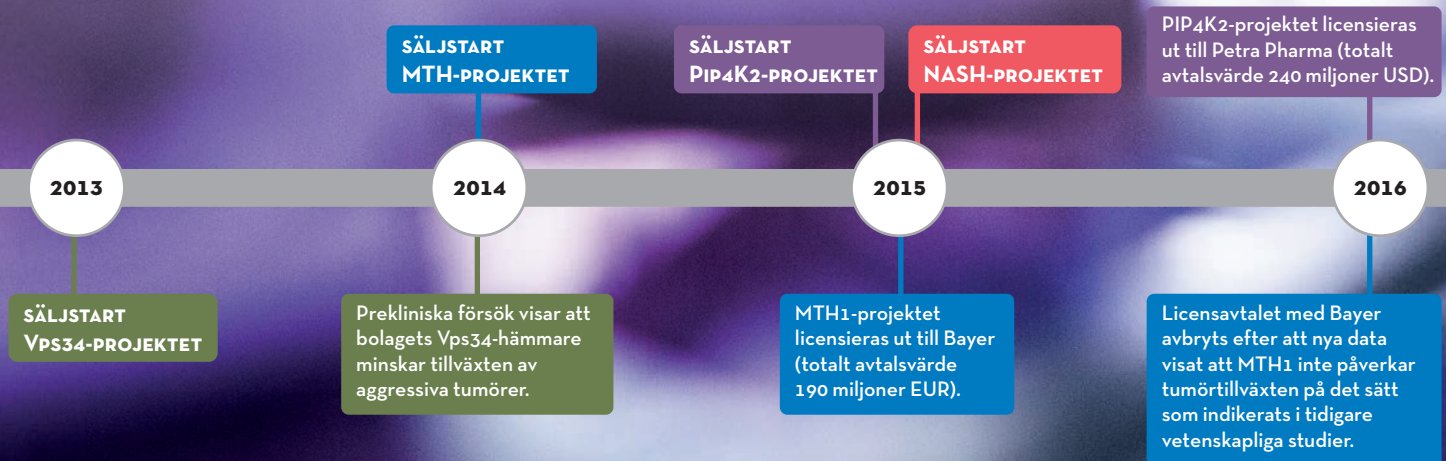 SÄLJSTART
MTH-PROJEKTET
SÄLJSTART
PIP4K2-PROJEKTET
SÄLJSTART
NASH-PROJEKTET
PIP4K2-projektet licensieras
ut till Petra Pharma (totalt
avtalsvärde 240 miljoner USD).
2013
2014
2015
2016
SÄLJSTART
VPS34-PROJEKTET
Prekliniska försök visar att
bolagets Vps34-hämmare
minskar tillväxten av
aggressiva tumörer.
MTH1-projektet
licensieras ut till Bayer
(totalt avtalsvärde
190 miljoner EUR).
Licensavtalet med Bayer
avbryts efter att nya data
visat att MTH1 inte påverkar
tumörtillväxten på det sätt
som indikerats i tidigare
vetenskapliga studier.